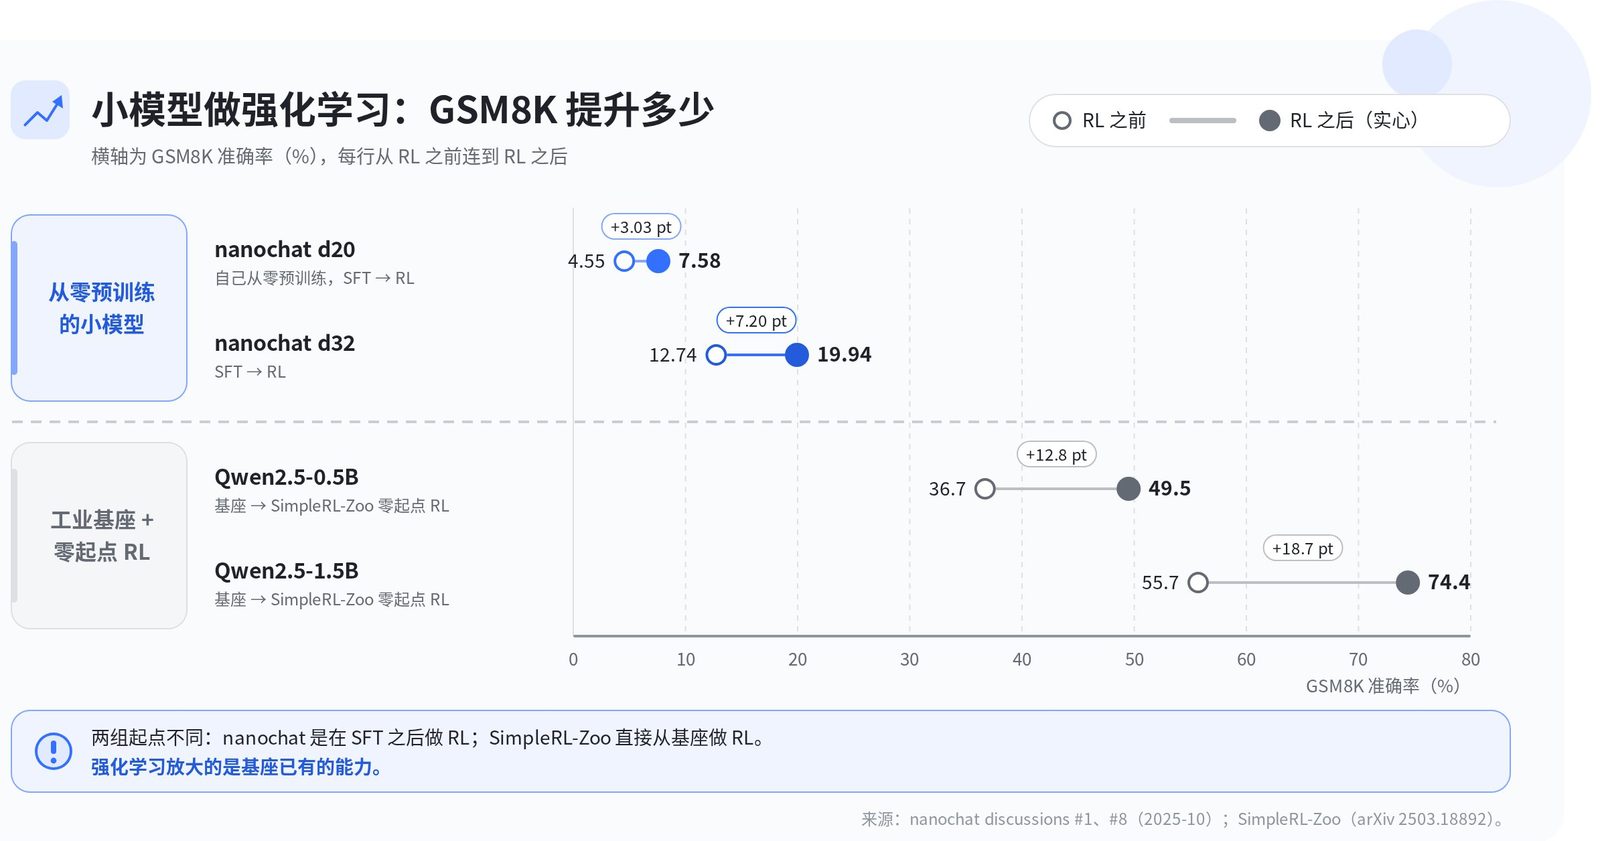 小模型做强化学习：GSM8K 提升多少
横轴为 GSM8K 准确率（%），每行从 RL 之前连到 RL 之后
RL 之前
RL 之后（实心）
从零预训练
的小模型
nanochat d20
自己从零预训练，SFT → RL
+3.03 pt
4.55
7.58
nanochat d32
SFT → RL
+7.20 pt
12.74
19.94
工业基座 +
零起点 RL
Qwen2.5-0.5B
基座 → SimpleRL-Zoo 零起点 RL
+12.8 pt
36.7
49.5
Qwen2.5-1.5B
基座 → SimpleRL-Zoo 零起点 RL
+18.7 pt
55.7
74.4
0 10 20 30 40 50 60 70 80
GSM8K 准确率（%）
两组起点不同：nanochat 是在 SFT 之后做 RL；SimpleRL-Zoo 直接从基座做 RL。
强化学习放大的是基座已有的能力。
来源：nanochat discussions #1、#8（2025-10）；SimpleRL-Zoo（arXiv 2503.18892）。